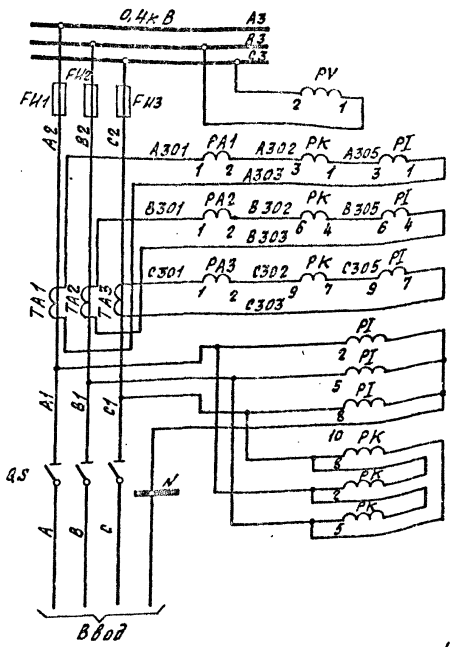 0,4кВ A3
B3
C3
FU1 FU2 FU3
PV
2 1
A2 B2 C2
A301 PA1 A302 PK A305 PI
1 2 3 1 3 1
A303
B301 PA2 B302 PK B305 PI
1 2 6 4 6 4
B303
C301 PA3 C302 PK C305 PI
1 2 9 7 9 7
C303
TA1 TA2 TA3
PI
2
PI
5
PI
8
A1 B1 C1
10 PK
8
PK
2
PK
5
QS
N
A B C
Ввод